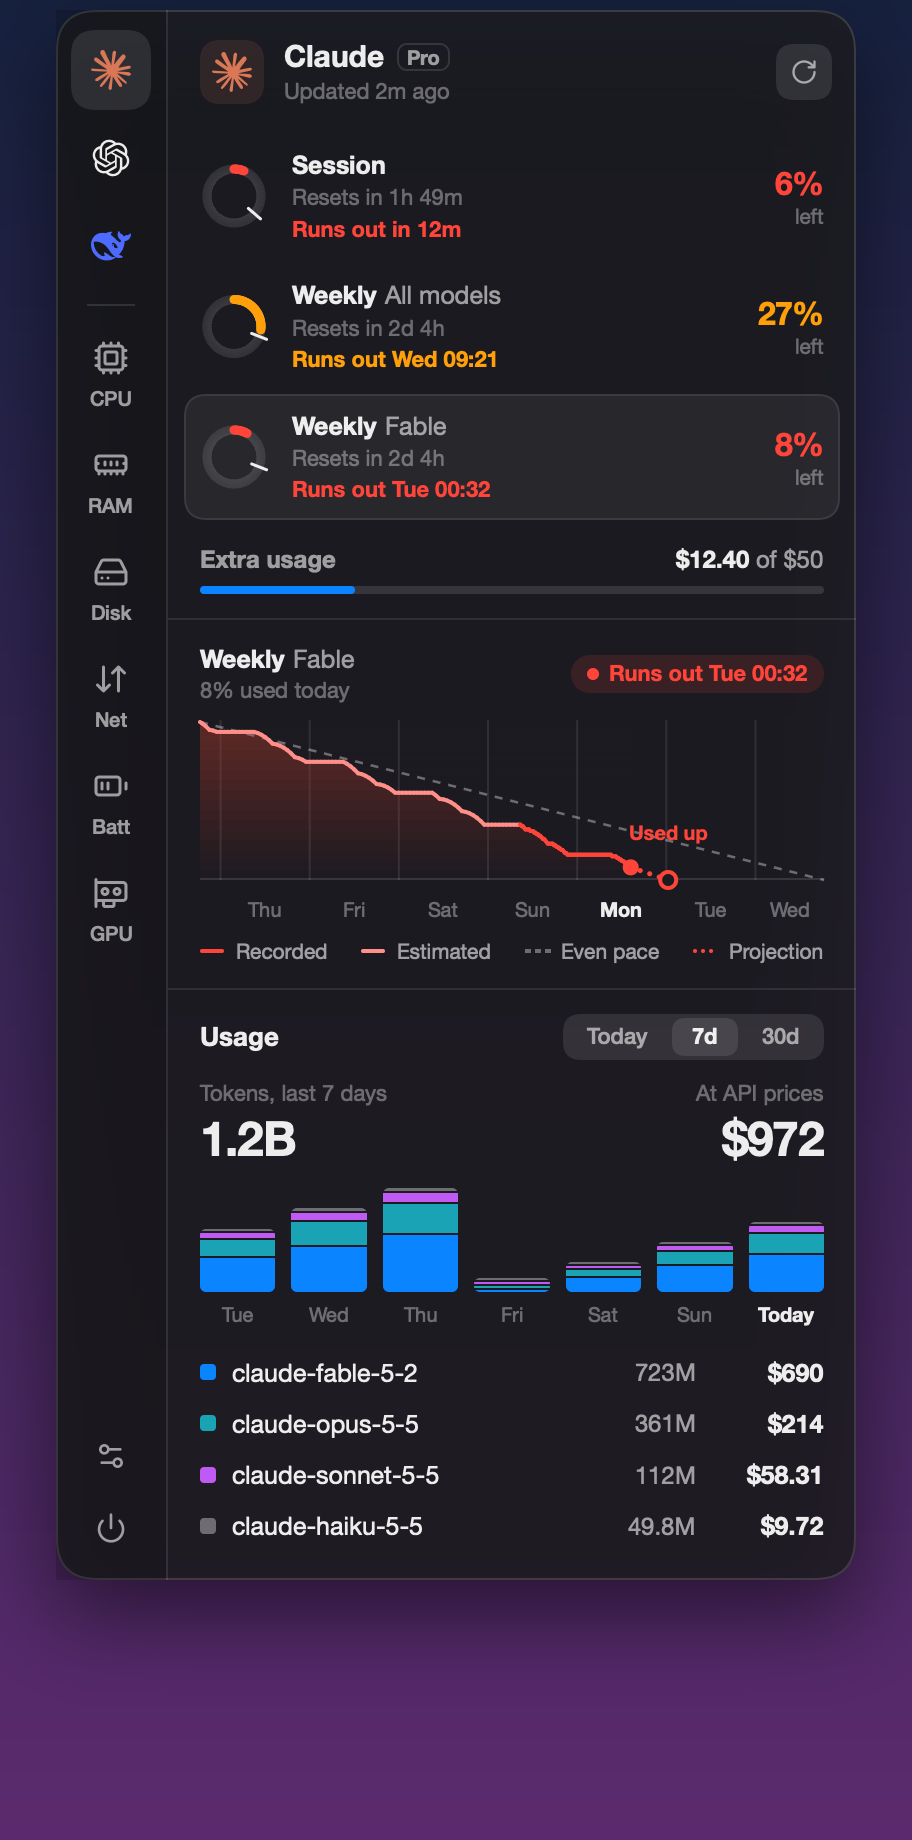 Claude Pro
Updated 2m ago
Session
Resets in 1h 49m
Runs out in 12m
6%
left
Weekly All models
Resets in 2d 4h
Runs out Wed 09:21
27%
left
Weekly Fable
Resets in 2d 4h
Runs out Tue 00:32
8%
left
Extra usage
$12.40 of $50
CPU
RAM
Disk
Net
Batt
GPU
Weekly Fable
8% used today
Runs out Tue 00:32
Used up
Thu Fri Sat Sun Mon Tue Wed
Recorded Estimated Even pace Projection
Usage
Today 7d 30d
Tokens, last 7 days
At API prices
1.2B
$972
Tue Wed Thu Fri Sat Sun Today
claude-fable-5-2 723M $690
claude-opus-5-5 361M $214
claude-sonnet-5-5 112M $58.31
claude-haiku-5-5 49.8M $9.72